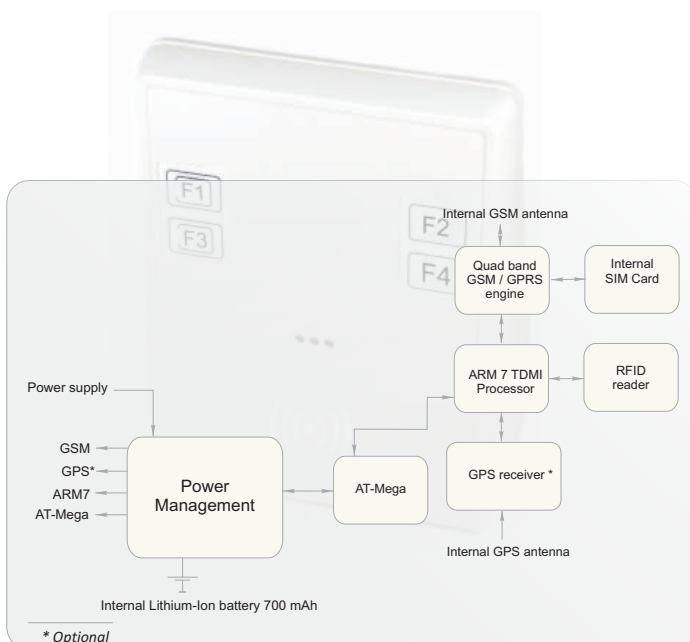 F1
F2
F3
F4
Internal GSM antenna
Quad band
GSM / GPRS
engine
Internal
SIM Card
ARM 7 TDMI
Processor
RFID
reader
Power supply
GSM
GPS*
ARM7
AT-Mega
Power
Management
AT-Mega
GPS receiver *
Internal GPS antenna
Internal Lithium-Ion battery 700 mAh
* Optional